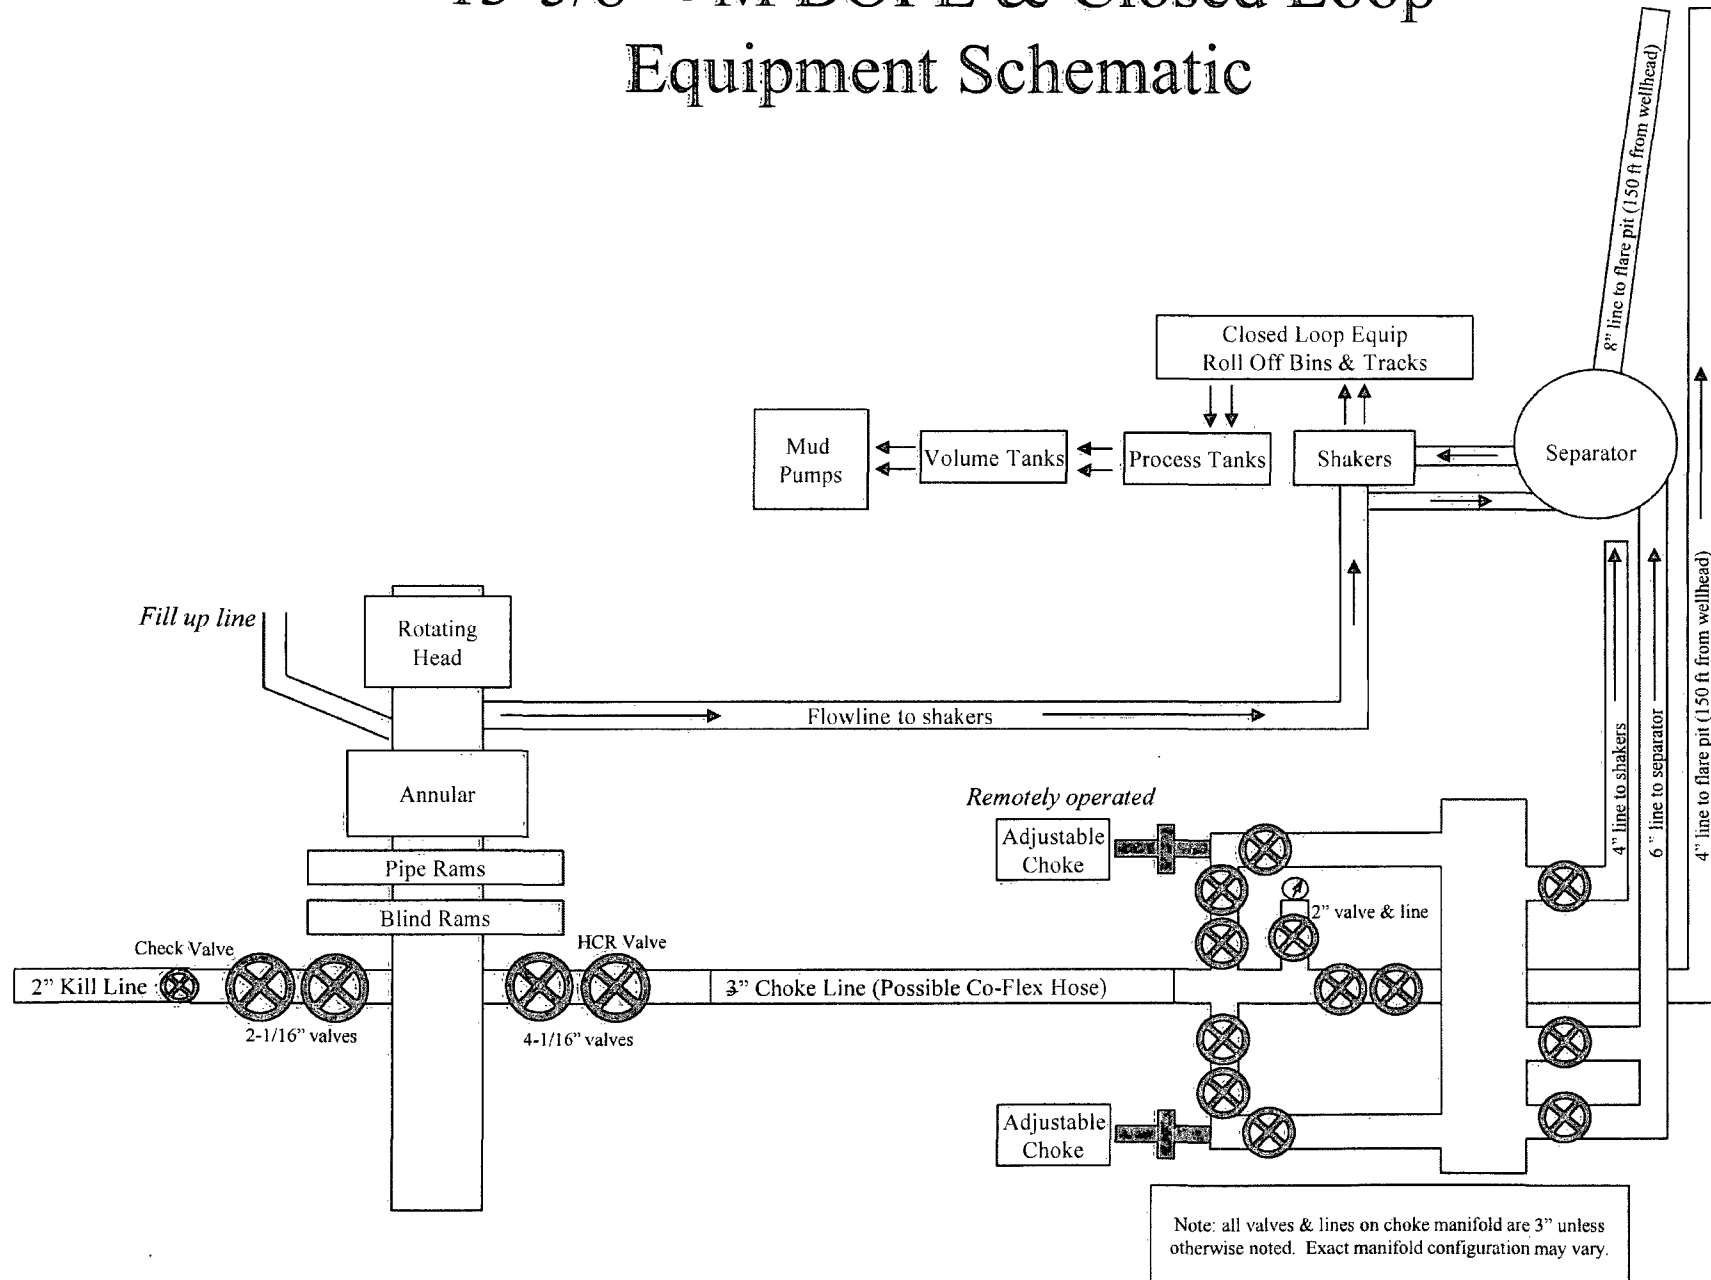 BOPE & Closed Loop
Equipment Schematic
8" line to flare pit (150 ft from wellhead)
Closed Loop Equip
Roll Off Bins & Tracks
Mud
Pumps
Volume Tanks
Process Tanks
Shakers
Separator
Fill up line
Rotating
Head
Flowline to shakers
4" line to shakers
6 " line to separator
4" line to flare pit (150 ft from wellhead)
Annular
Remotely operated
Adjustable
Choke
Pipe Rams
Blind Rams
2" valve & line
Check Valve
HCR Valve
2" Kill Line
3" Choke Line (Possible Co-Flex Hose)
2-1/16" valves
4-1/16" valves
Adjustable
Choke
Note: all valves & lines on choke manifold are 3" unless
otherwise noted. Exact manifold configuration may vary.